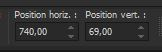 Position horiz. : Position vert. :
740,00 69,00